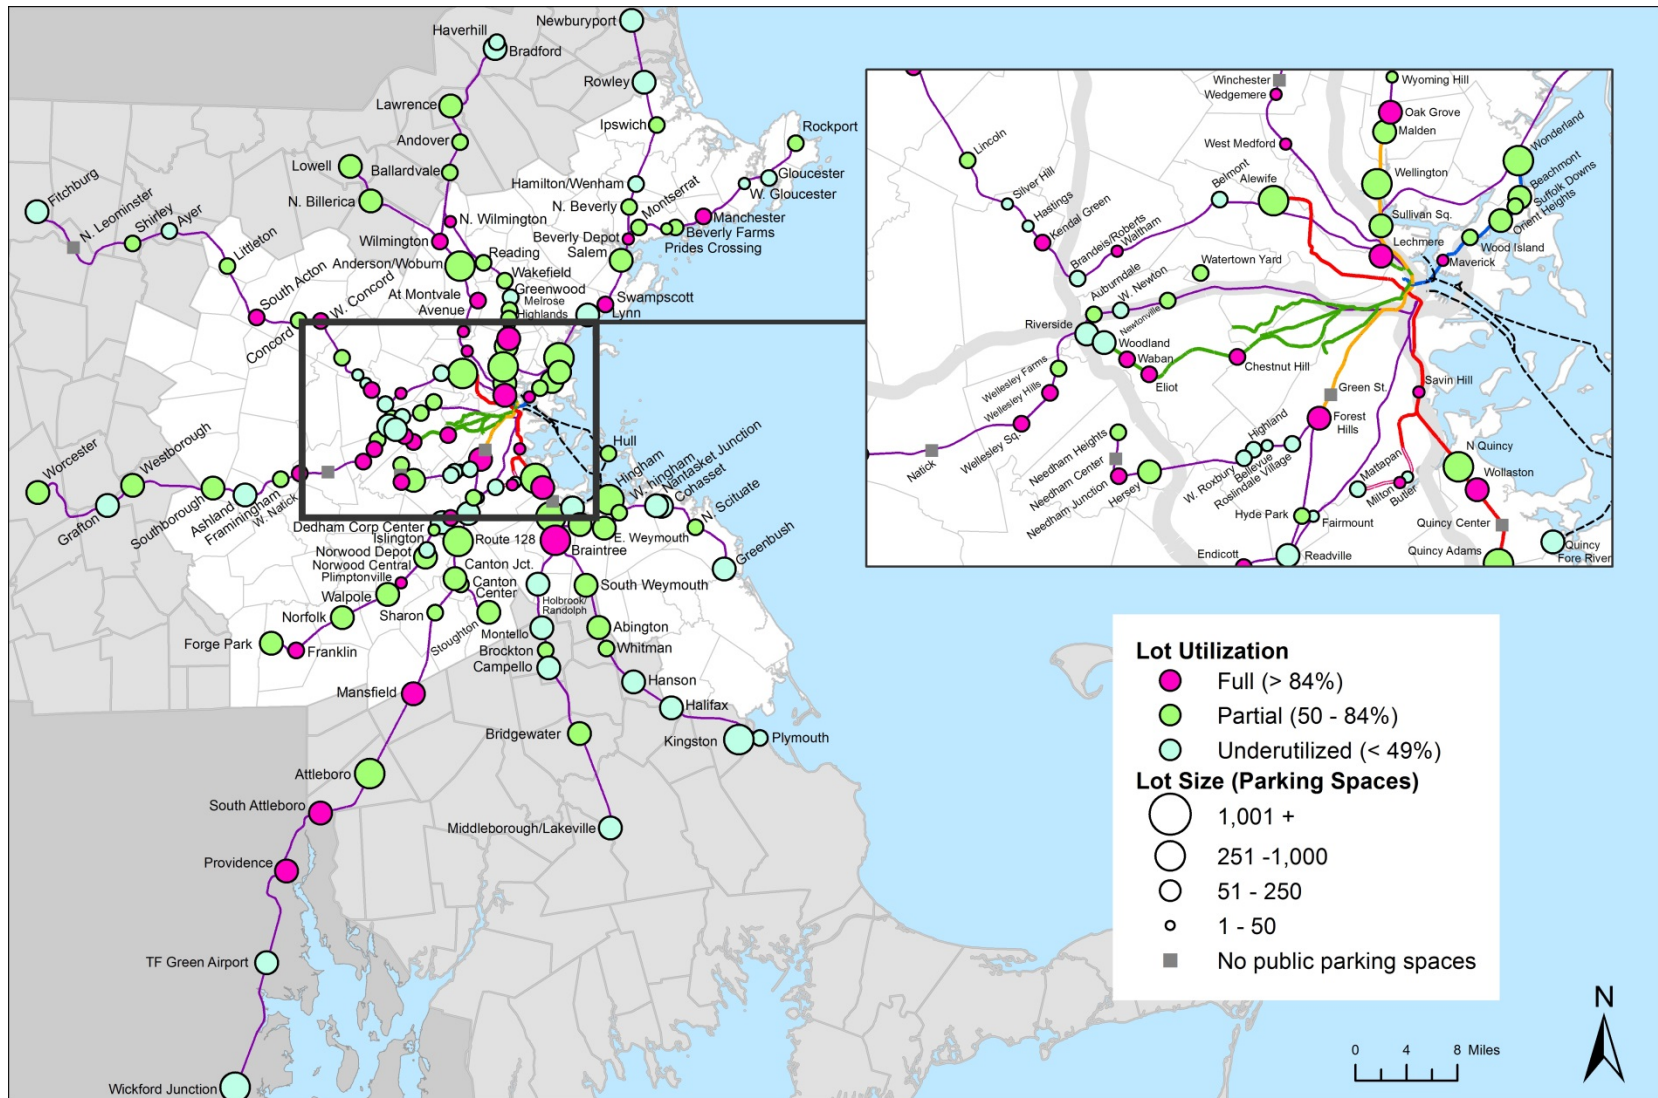 Newburyport
Haverhill
Bradford
Rowley
Lawrence
Ipswich
Rockport
Andover
Lowell
Ballardvale
Hamilton/Wenham
Gloucester
W. Gloucester
Fitchburg
N. Leominster
Shirley
Ayer
N. Billerica
N. Beverly
Montserrat
Manchester
N. Wilmington
Beverly Farms
Prides Crossing
Beverly Depot
Wilmington
Littleton
Reading
Salem
Anderson/Woburn
Wakefield
Greenwood
South Acton
W. Concord
At Montvale
Avenue
Melrose
Highlands
Swampscott
Lynn
Concord
Worcester
Westborough
Hull
Grafton
Southborough
Ashland
Framiningham
W. Natick
Hingham
W. hingham
Nanasket Junction
Cohasset
N. Scituate
Dedham Corp Center
Islington
Route 128
E. Weymouth
Greenbush
Norwood Depot
Norwood Central
Braintree
Plimptonville
Canton Jct.
Canton
Center
South Weymouth
Walpole
Sharon
Holbrook/
Randolph
Norfolk
Stoughton
Montello
Abington
Forge Park
Franklin
Brockton
Whitman
Campello
Mansfield
Hanson
Halifax
Bridgewater
Kingston
Plymouth
Attleboro
South Attleboro
Middleborough/Lakeville
Providence
TF Green Airport
Wickford Junction
Winchester
Wedgemere
Wyoming Hill
Oak Grove
Malden
Wonderland
Lincoln
West Medford
Silver Hill
Hastings
Kendal Green
Belmont
Alewife
Wellington
Beachmont
Suffolk Downs
Orient Heights
Sullivan Sq.
Brandeis/Roberts
Waltham
Lechmere
Wood Island
Maverick
Watertown Yard
Auburndale
W. Newton
Newtonville
Riverside
Woodland
Waban
Eliot
Chestnut Hill
Wellesley Farms
Wellesley Hills
Wellesley Sq.
Natick
Green St.
Savin Hill
Forest
Hills
Needham Heights
Needham Center
Needham Junction
Hersey
Highland
W. Roxbury
Bellevue
Roslindale Village
N Quincy
Wollaston
Mattapan
Milton
Butler
Hyde Park
Fairmount
Quincy Center
Endicott
Readville
Quincy Adams
Quincy
Fore River
Lot Utilization
Full (> 84%)
Partial (50 - 84%)
Underutilized (< 49%)
Lot Size (Parking Spaces)
1,001 +
251 -1,000
51 - 250
1 - 50
No public parking spaces
N
0 4 8 Miles